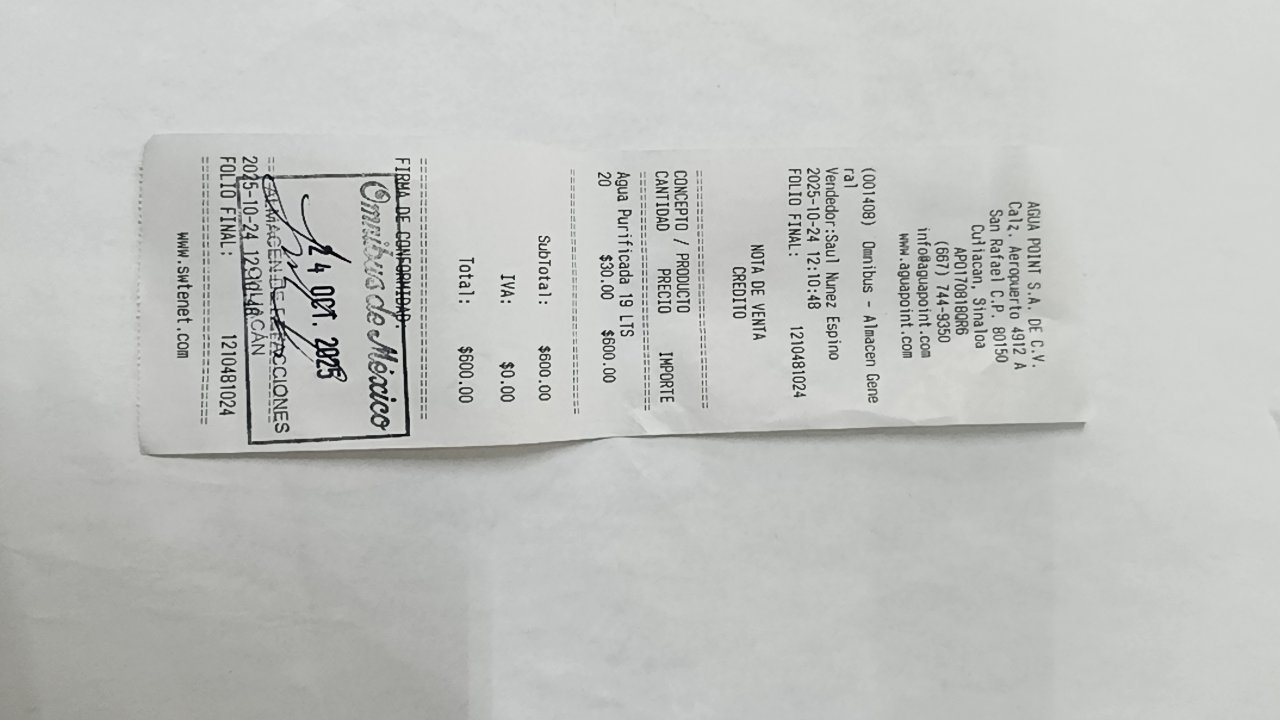 AGUA POINT S.A. DE C.V.
Calz. Aeropuerto 4912 A
San Rafael C.P. 80150
Culiacan, Sinaloa
APO170818QR6
(667) 744-9350
info@aguapoint.com
www.aguapoint.com
(001408) Omnibus - Almacen Gene
ral
Vendedor:Saul Nunez Espino
2025-10-24 12:10:48
FOLIO FINAL: 1210481024
NOTA DE VENTA
CREDITO
CONCEPTO / PRODUCTO
CANTIDAD PRECIO IMPORTE
Agua Purificada 19 LTS
20 $30.00 $600.00
SubTotal: $600.00
IVA: $0.00
Total: $600.00
FIRMA DE CONFORMIDAD:
Omnibus de México
24 OCT. 2025
ALMACEN DE REFACCIONES
CULIACÁN
2025-10-24 12:10:48
FOLIO FINAL: 1210481024
www.swtenet.com